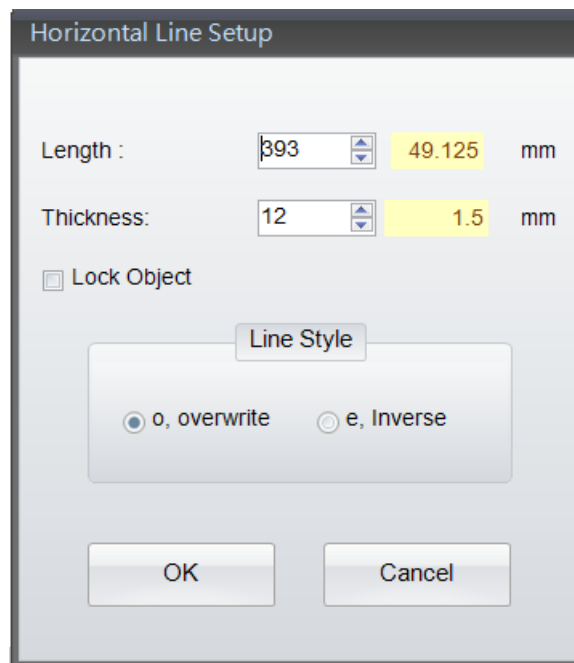 Horizontal Line Setup
Length : 393 49.125 mm
Thickness: 12 1.5 mm
Lock Object
Line Style
o, overwrite e, Inverse
OK Cancel